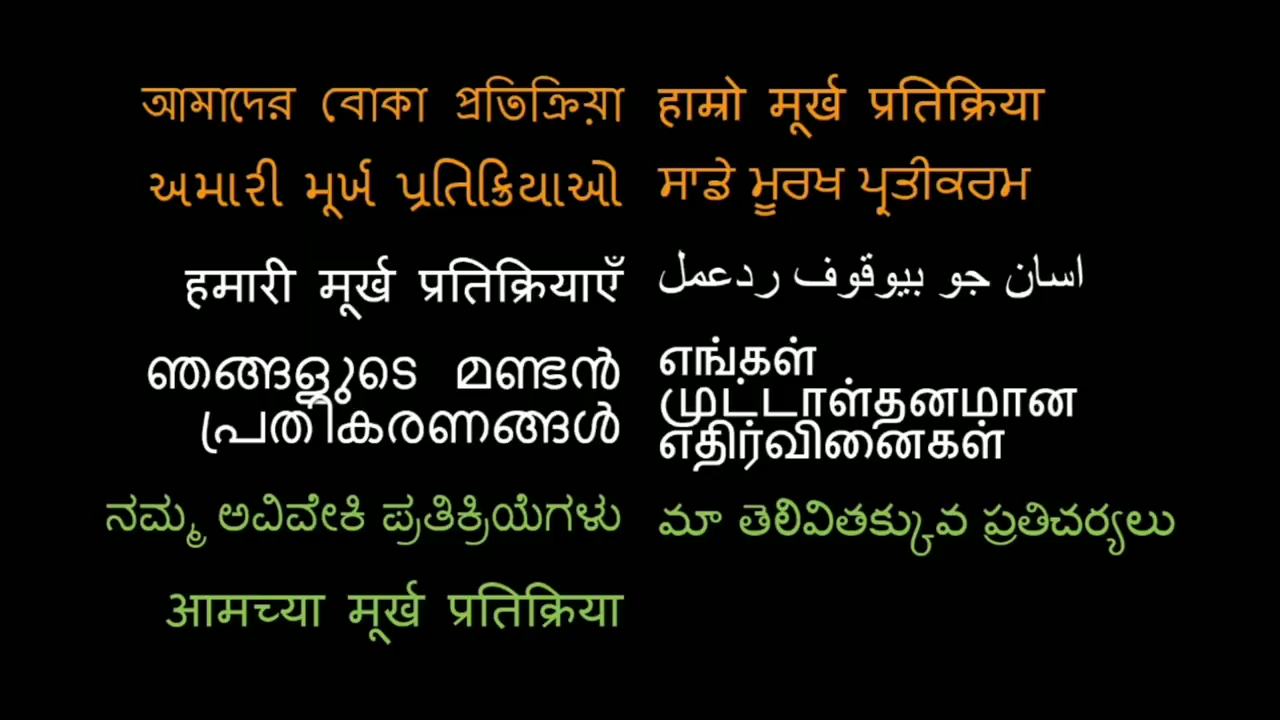 আমাদের বোকা প্রতিক্রিয়া
हाम्रो मूर्ख प्रतिक्रिया
અમારી મૂર્ખ પ્રતિક્રિયાઓ
ਸਾਡੇ ਮੂਰਖ ਪ੍ਰਤੀਕਰਮ
हमारी मूर्ख प्रतिक्रियाएँ
اسان جو بيوقوف ردعمل
ഞങ്ങളുടെ മണ്ടൻ
പ്രതികരണങ്ങൾ
எங்கள்
முட்டாள்தனமான
எதிர்வினைகள்
ನಮ್ಮ ಅವಿವೇಕಿ ಪ್ರತಿಕ್ರಿಯೆಗಳು
మా తెలివితక్కువ ప్రతిచర్యలు
आमच्या मूर्ख प्रतिक्रिया